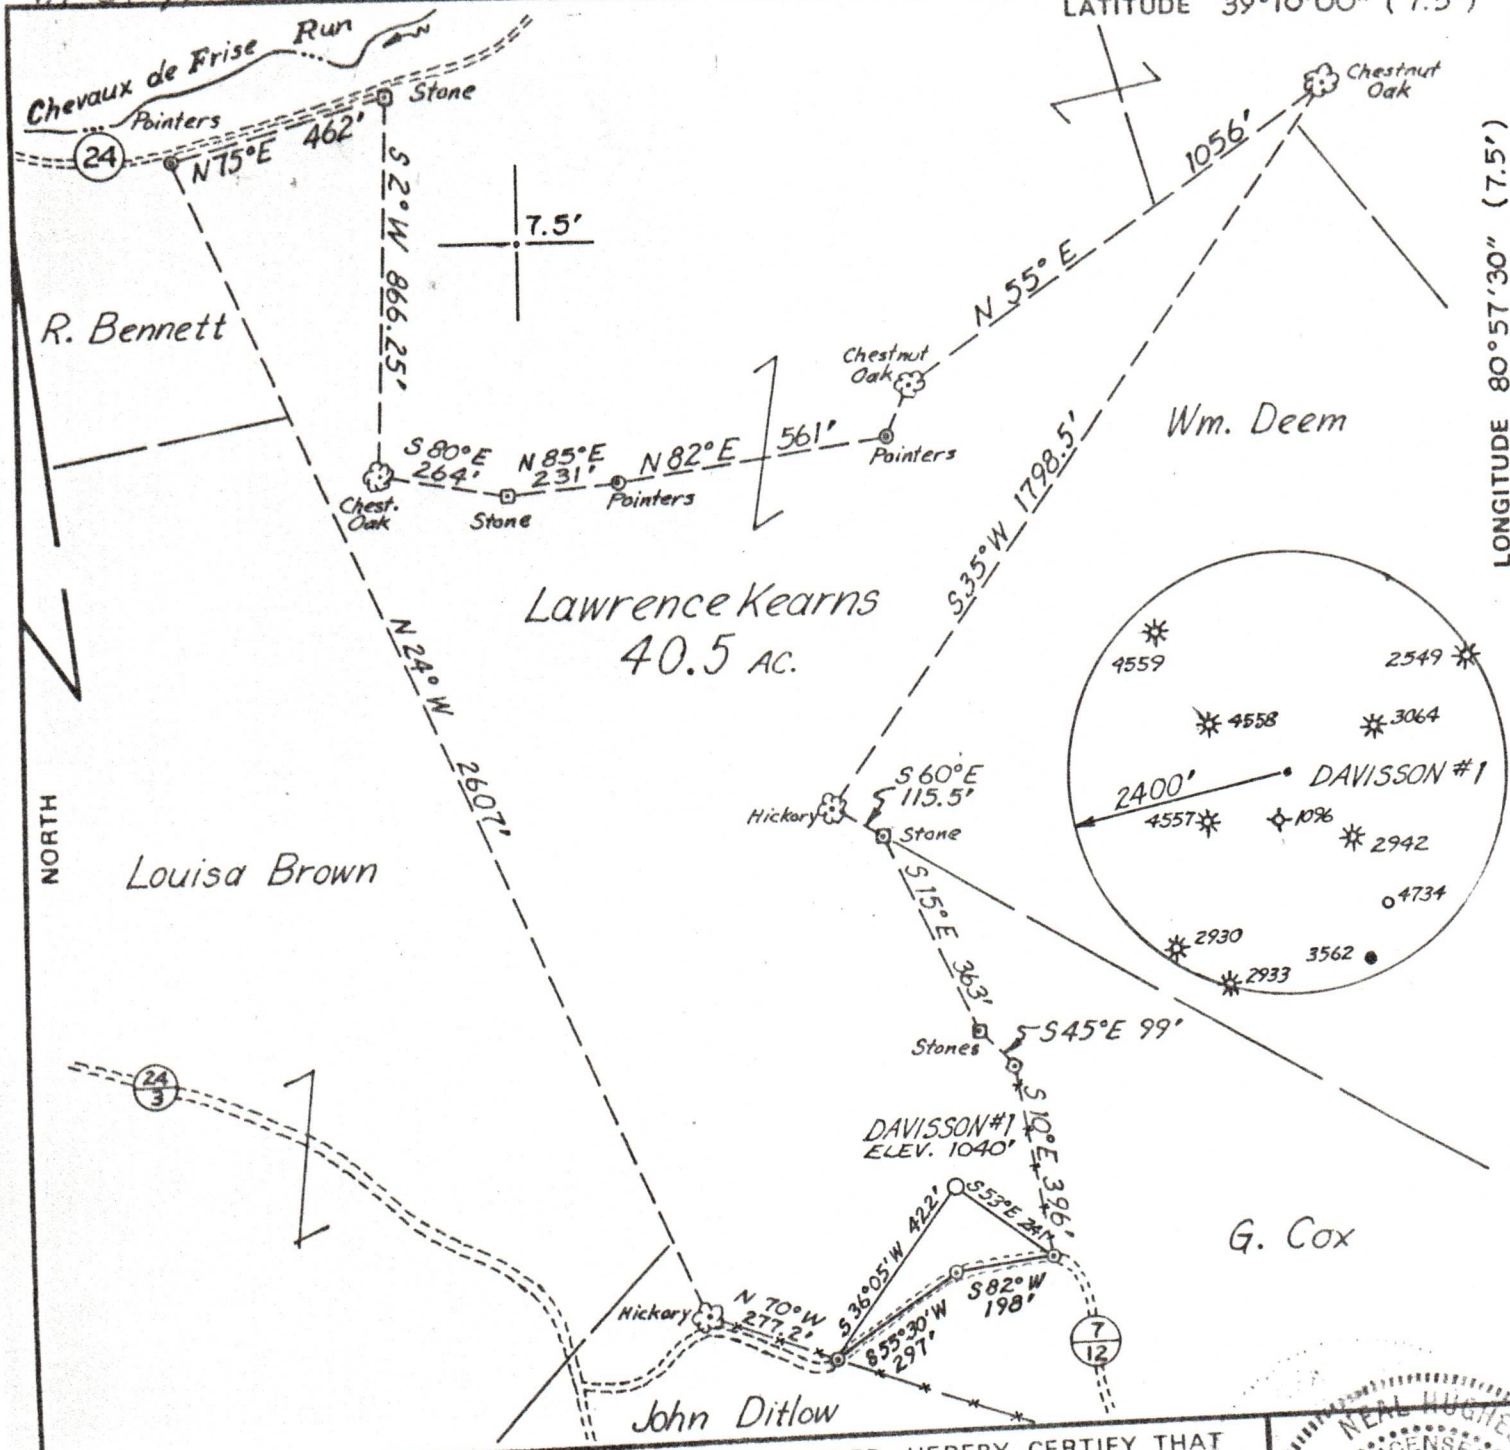 LATITUDE 39°10'00" (7.5')
Chevaux de Frise Run
N
Pointers
24
N 75° E 462'
Stone
Chestnut
Oak
1056'
S 2° W 866.25'
7.5'
N 55° E
LONGITUDE 80°57'30" (7.5')
R. Bennett
Chestnut
Oak
Wm. Deem
S 80° E
264'
N 85° E
231'
N 82° E 561'
Pointers
Chest.
Oak
Stone
Pointers
S 35° W 1798.5'
Lawrence Kearns
40.5 AC.
N 24° W 2607'
4559
2549
4558
3064
DAVISSON #1
2400'
4557
1096
2942
4734
2930
3562
2933
S 60° E
115.5'
Hickory
Stone
NORTH
Louisa Brown
S 15° E 363'
Stones
S 45° E 99'
24
3
S 10° E 396'
DAVISSON #1
ELEV. 1040'
S 53° E 241'
S 36°05' W 422'
G. Cox
S 82° W
198'
Hickory
N 70° W
277.2'
S 55°30' W
297'
7
12
John Ditlow
HEREBY CERTIFY THAT
NEAL HUGHE